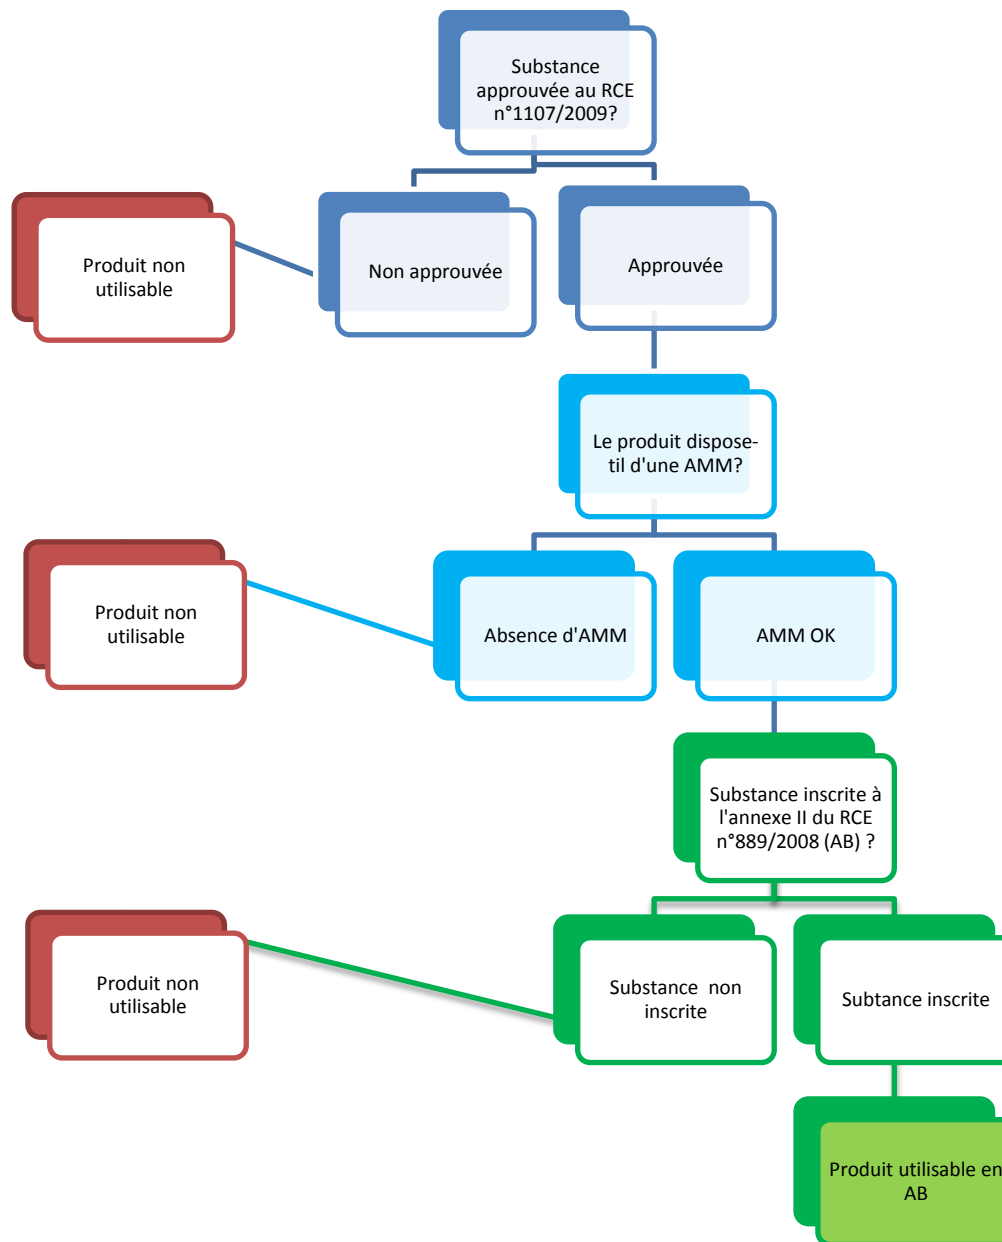 Substance
approuvée au RCE
n°1107/2009?
Produit non
utilisable
Non approuvée
Approuvée
Le produit dispose-
til d'une AMM?
Produit non
utilisable
Absence d'AMM
AMM OK
Substance inscrite à
l'annexe II du RCE
n°889/2008 (AB) ?
Produit non
utilisable
Substance non
inscrite
Subtance inscrite
Produit utilisable en
AB